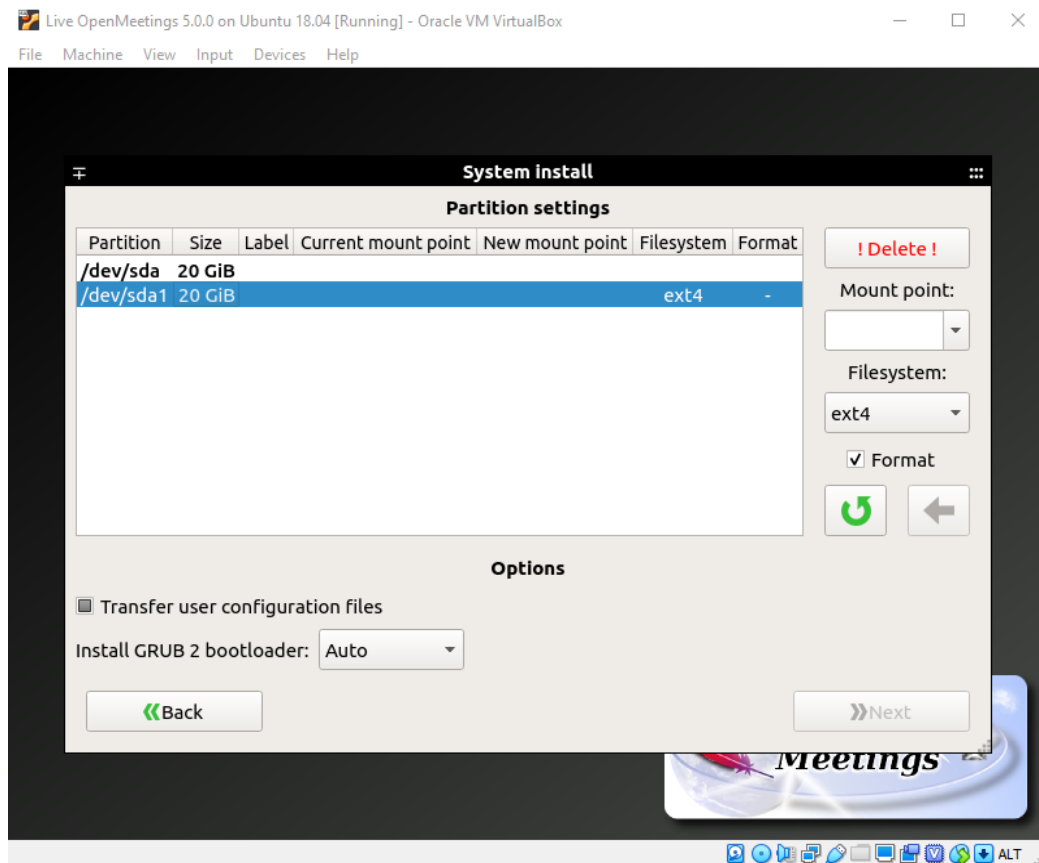 Live OpenMeetings 5.0.0 on Ubuntu 18.04 [Running] - Oracle VM VirtualBox
File Machine View Input Devices Help
System install
Partition settings
Partition Size Label Current mount point New mount point Filesystem Format
/dev/sda 20 GiB
/dev/sda1 20 GiB ext4 -
! Delete !
Mount point:
Filesystem:
ext4
Format
Options
Transfer user configuration files
Install GRUB 2 bootloader: Auto
Back
Next
Meetings
ALT